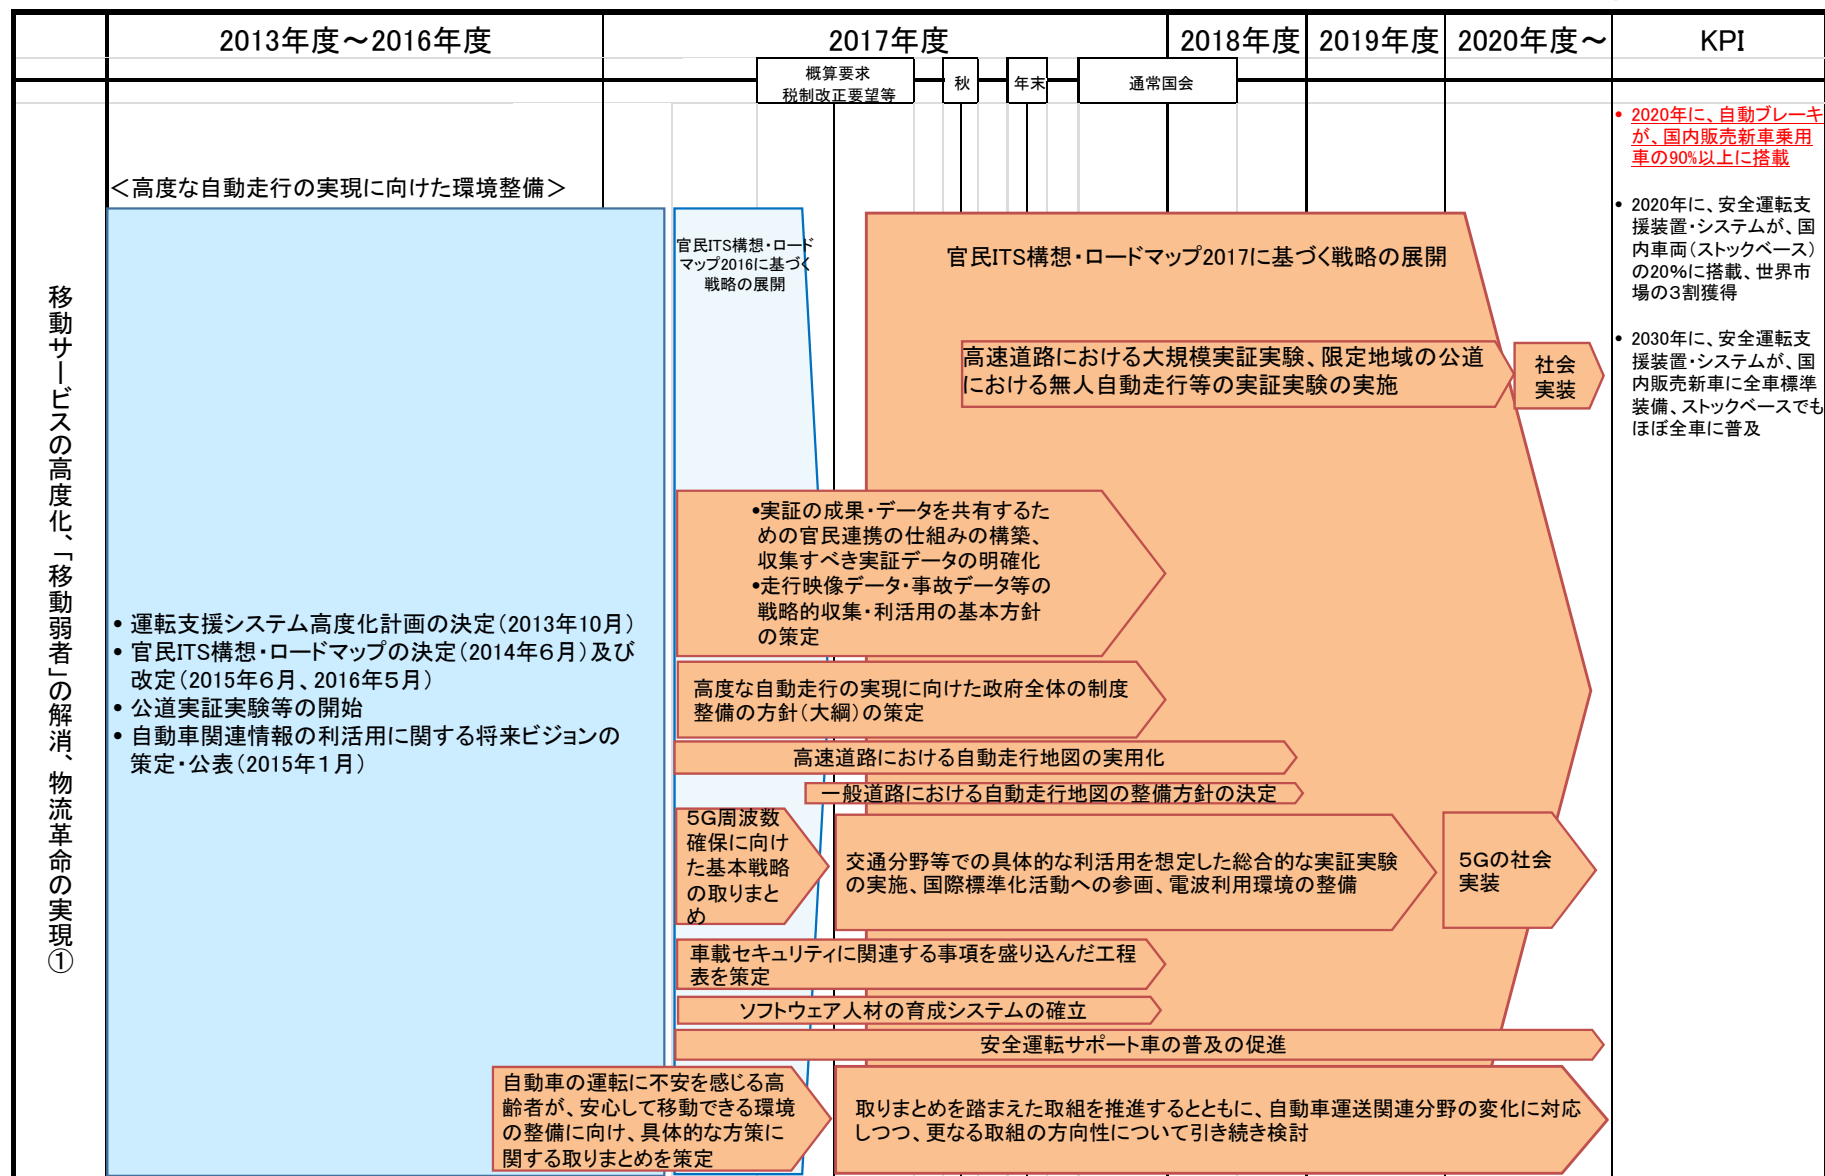 2013年度～2016年度
2017年度
2018年度
2019年度
2020年度～
KPI
概算要求
税制改正要望等
秋
年末
通常国会
移動サービスの高度化、「移動弱者」の解消、物流革命の実現①
＜高度な自動走行の実現に向けた環境整備＞
• 運転支援システム高度化計画の決定（2013年10月）
• 官民ITS構想・ロードマップの決定（2014年６月）及び
改定（2015年６月、2016年５月）
• 公道実証実験等の開始
• 自動車関連情報の利活用に関する将来ビジョンの
策定・公表（2015年１月）
官民ITS構想・ロード
マップ2016に基づく
戦略の展開
官民ITS構想・ロードマップ2017に基づく戦略の展開
高速道路における大規模実証実験、限定地域の公道
における無人自動走行等の実証実験の実施
社会
実装
•実証の成果・データを共有するた
めの官民連携の仕組みの構築、
収集すべき実証データの明確化
•走行映像データ・事故データ等の
戦略的収集・利活用の基本方針
の策定
高度な自動走行の実現に向けた政府全体の制度
整備の方針（大綱）の策定
高速道路における自動走行地図の実用化
一般道路における自動走行地図の整備方針の決定
５Ｇ周波数
確保に向け
た基本戦略
の取りまと
め
交通分野等での具体的な利活用を想定した総合的な実証実験
の実施、国際標準化活動への参画、電波利用環境の整備
５Ｇの社会
実装
車載セキュリティに関連する事項を盛り込んだ工程
表を策定
ソフトウェア人材の育成システムの確立
安全運転サポート車の普及の促進
自動車の運転に不安を感じる高
齢者が、安心して移動できる環境
の整備に向け、具体的な方策に
関する取りまとめを策定
取りまとめを踏まえた取組を推進するとともに、自動車運送関連分野の変化に対応
しつつ、更なる取組の方向性について引き続き検討
• 2020年に、自動ブレーキ
が、国内販売新車乗用
車の90%以上に搭載
• 2020年に、安全運転支
援装置・システムが、国
内車両（ストックベース）
の20％に搭載、世界市
場の３割獲得
• 2030年に、安全運転支
援装置・システムが、国
内販売新車に全車標準
装備、ストックベースでも
ほぼ全車に普及